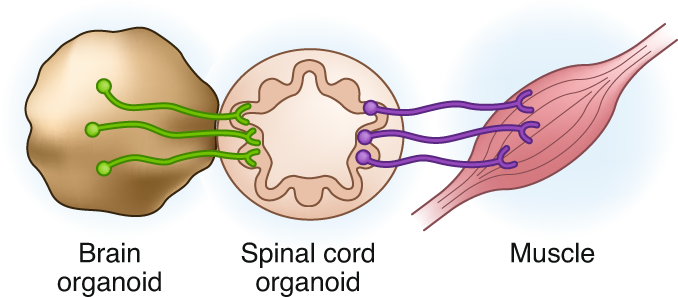 Brain
organoid
Spinal cord
organoid
Muscle